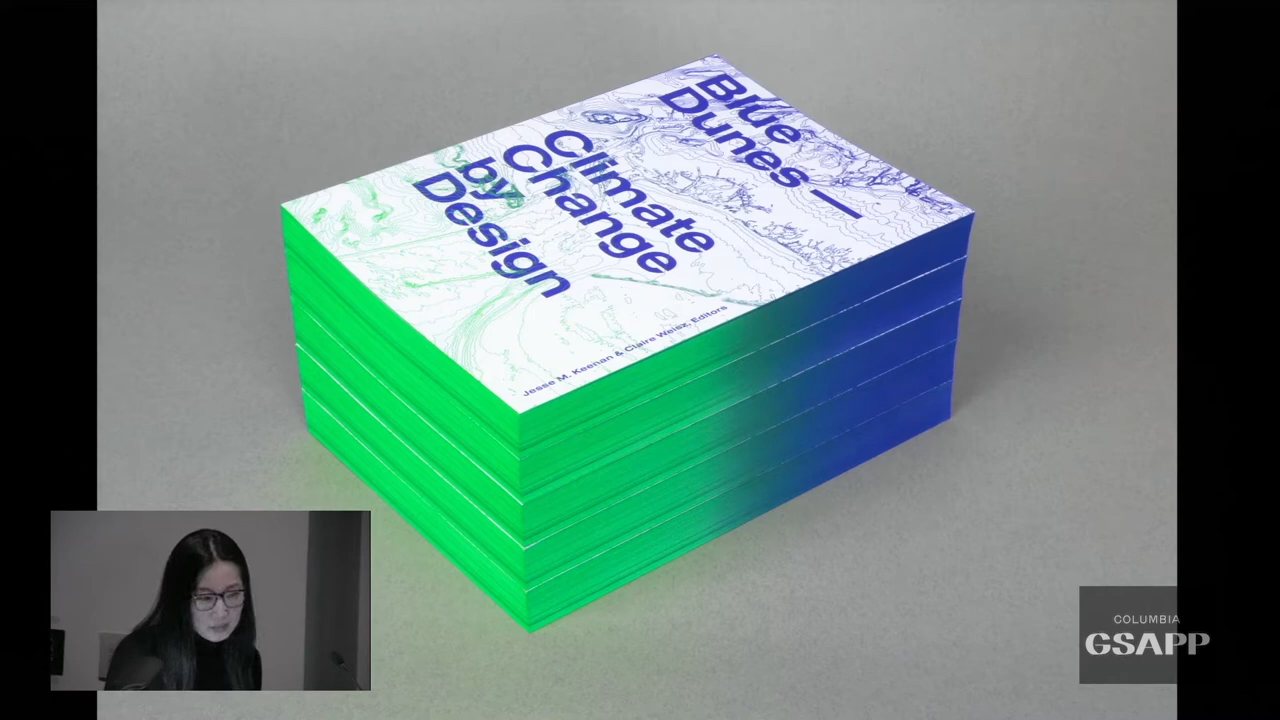 Blue
Dunes —
Climate
Change
by
Design
Jesse M. Keenan & Claire Weisz, Editors
COLUMBIA
GSAPP